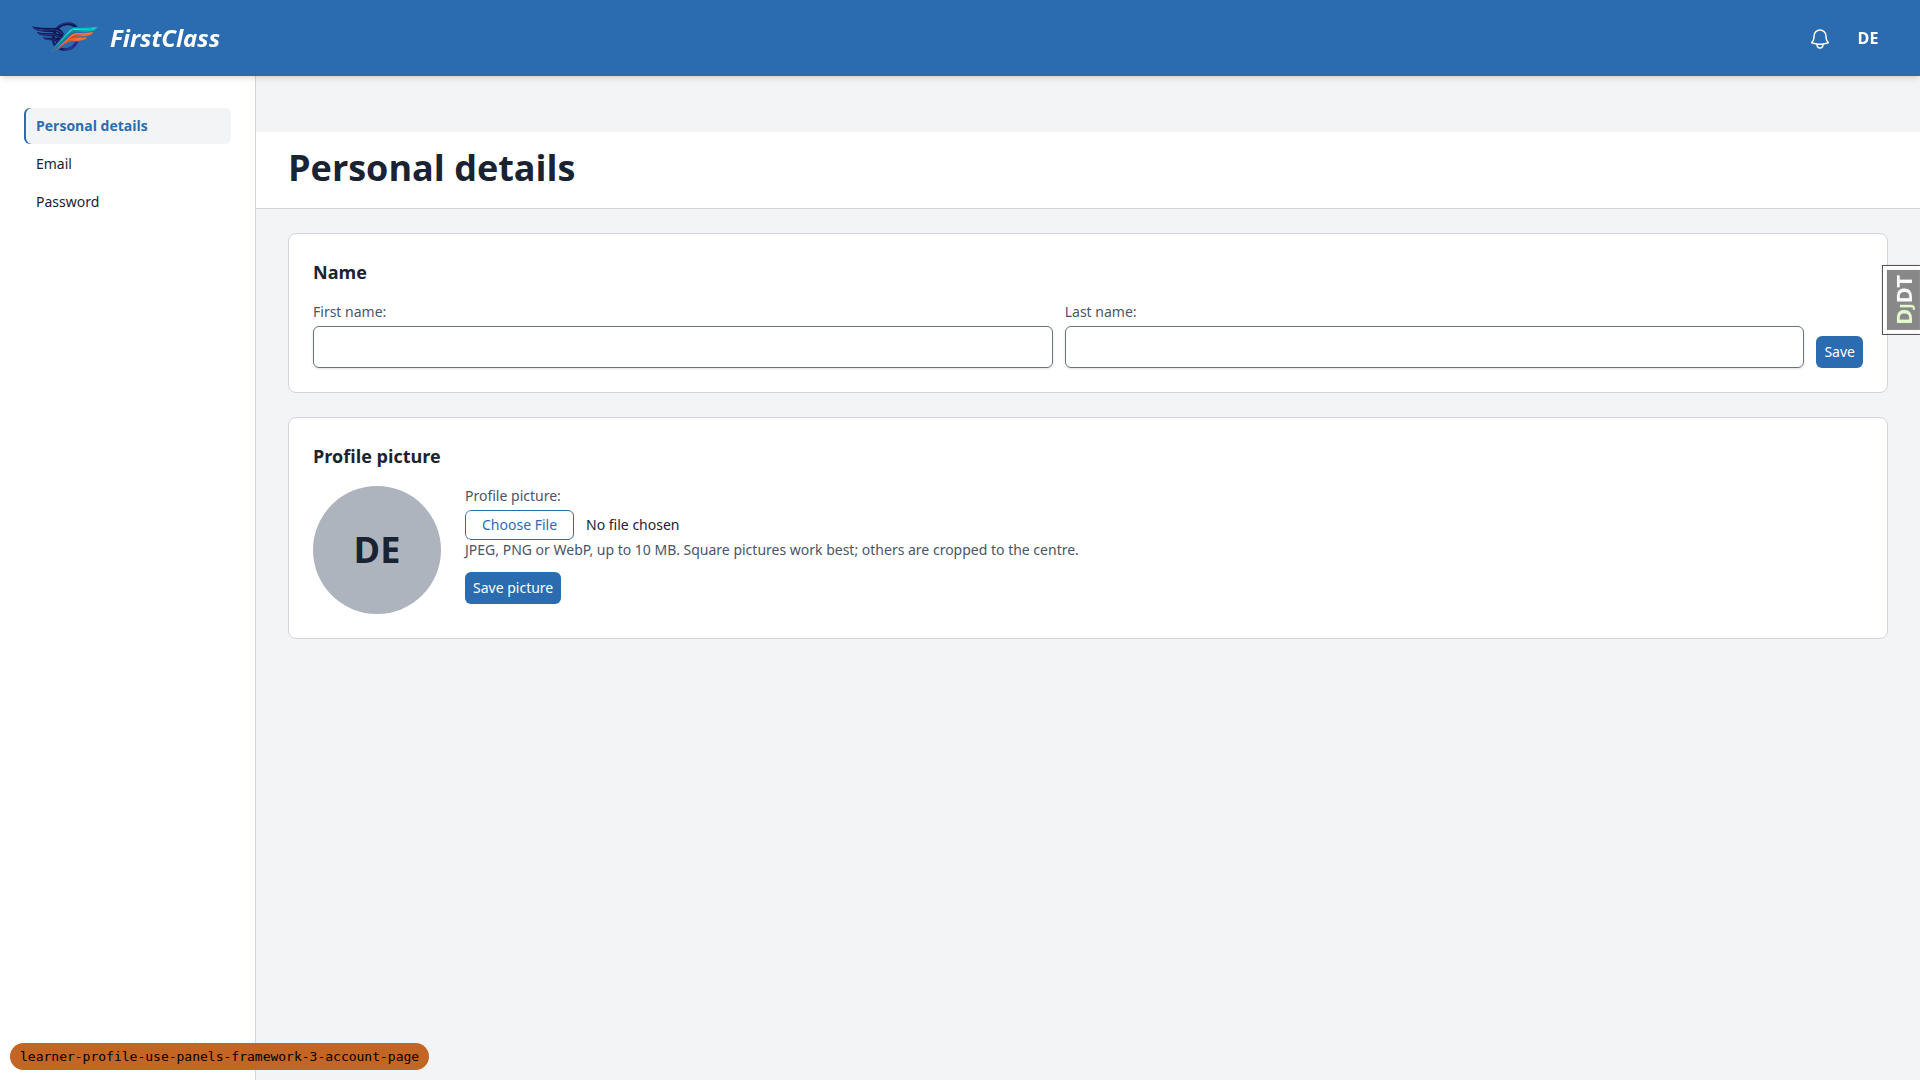 FirstClass
DE
Personal details
Email
Password
Personal details
Name
First name:
Last name:
Save
DjDT
Profile picture
DE
Profile picture:
Choose File No file chosen
JPEG, PNG or WebP, up to 10 MB. Square pictures work best; others are cropped to the centre.
Save picture
learner-profile-use-panels-framework-3-account-page